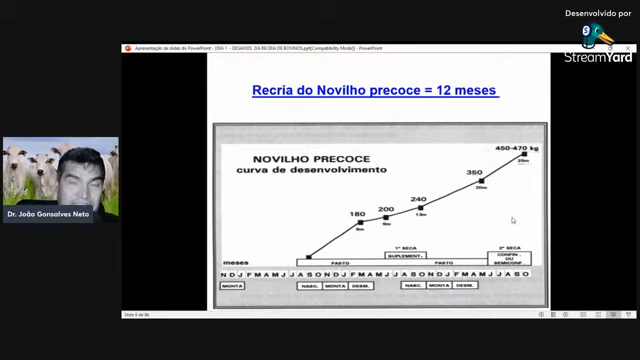 Desenvolvido por
S
StreamYard
Apresentação de slides do PowerPoint - [DIA 1 - DESAFIOS DA RECRIA DE BOVINOS.ppt [Compatibility Mode]] - PowerPoint
Recria do Novilho precoce = 12 meses
NOVILHO PRECOCE
curva de desenvolvimento
450-470 kg
25m
350
20m
240
13m
200
9m
180
6m
1ª SECA
2ª SECA
meses
PASTO
SUPLEMENT.
PASTO
CONFIN.
OU
SEMICONF.
N D J F M A M J J A S O N D J F M A M J J A S O N D J F M A M J J A S O
MONTA
NASC.
MONTA
DESM.
NASC.
MONTA
DESM.
Dr. João Gonsalves Neto